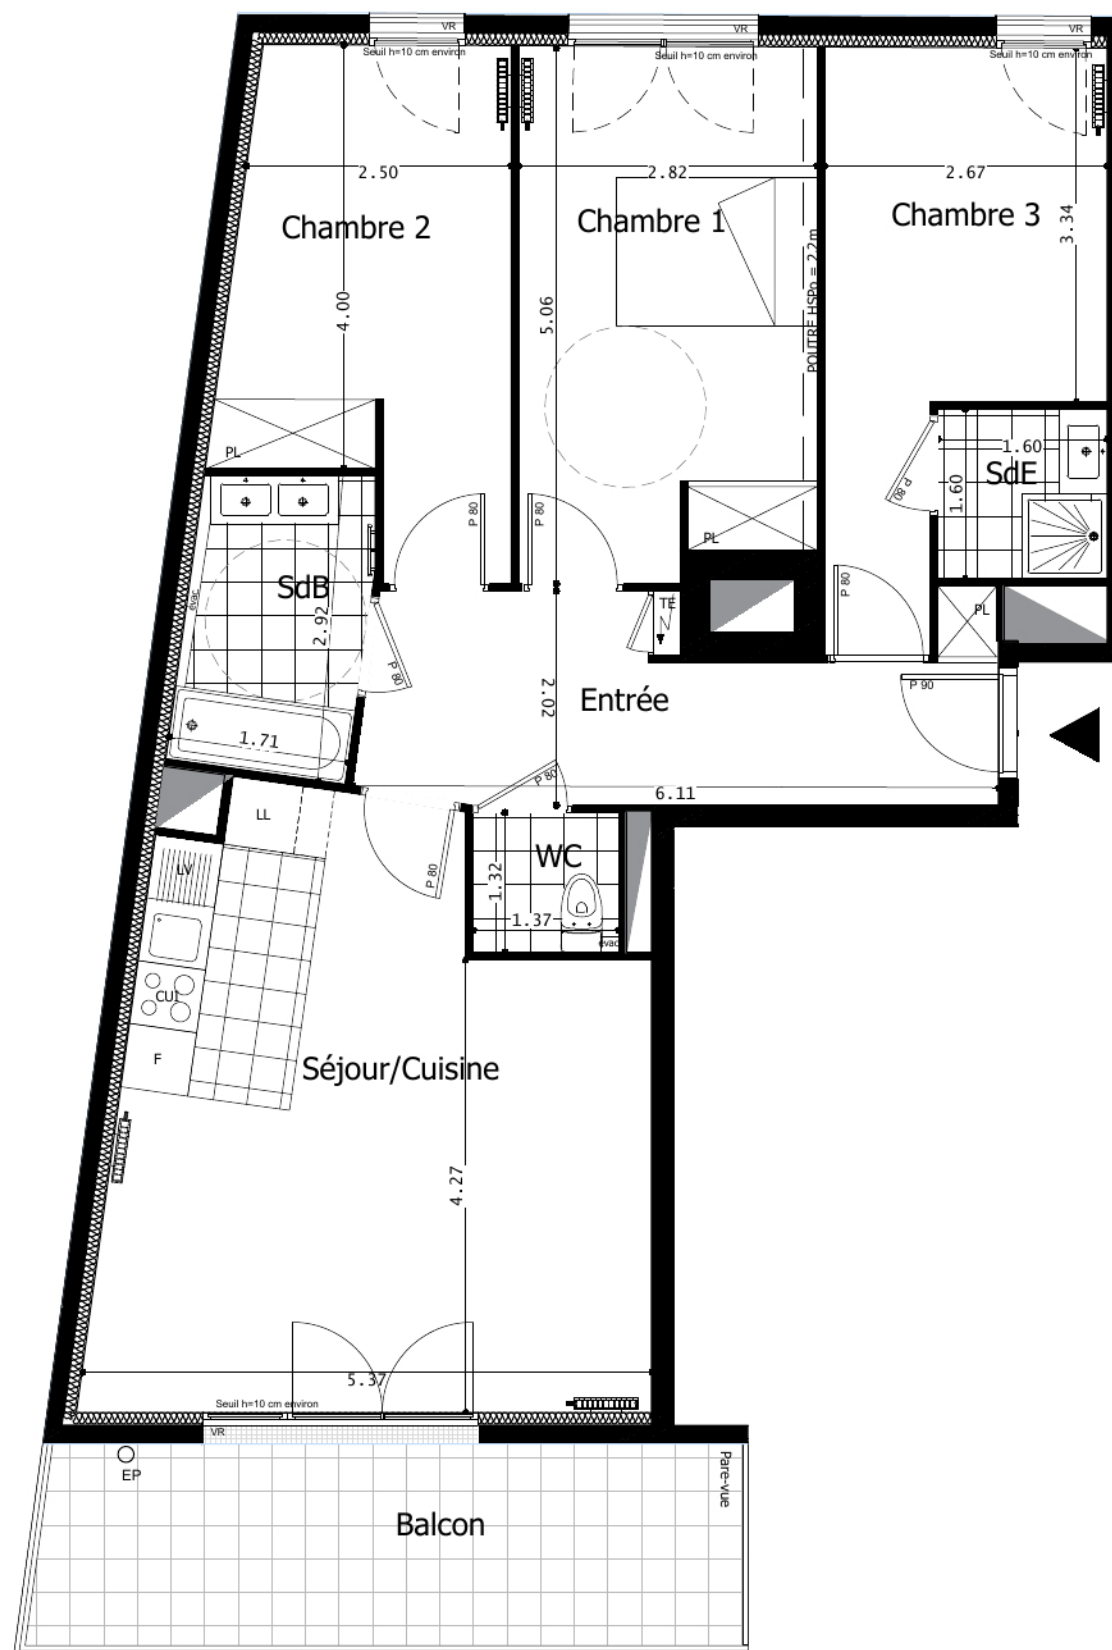 VR
VR
VR
Seuil h=10 cm environ
Seuil h=10 cm environ
Seuil h=10 cm environ
2.50
2.82
2.67
Chambre 2
Chambre 1
Chambre 3
3.34
4.00
5.06
POUTRE HSPo = 2.2m
PL
1.60
SdE
1.60
P 80
P 80
P 80
PL
SdB
évac
2.92
P 80
TE
P 80
PL
2.02
Entrée
P 90
1.71
P 80
6.11
LL
LV
P 80
WC
1.32
1.37
évac
CUI
F
Séjour/Cuisine
4.27
5.37
Seuil h=10 cm environ
VR
EP
Pare-vue
Balcon